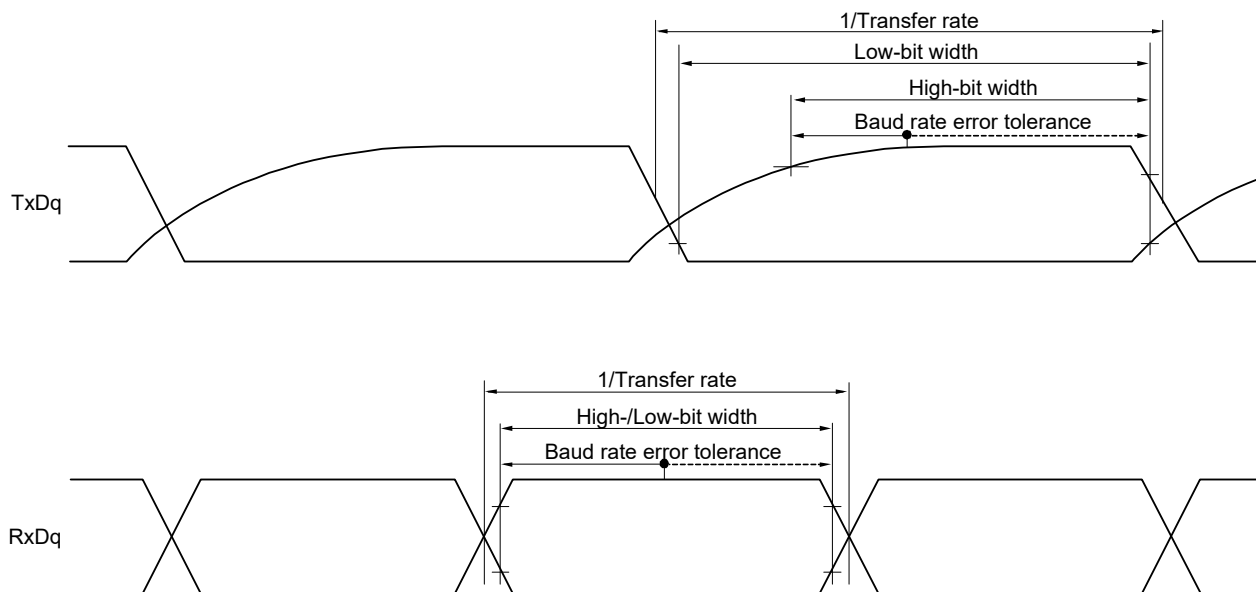 1/Transfer rate
Low-bit width
High-bit width
Baud rate error tolerance
TxDq
1/Transfer rate
High-/Low-bit width
Baud rate error tolerance
RxDq